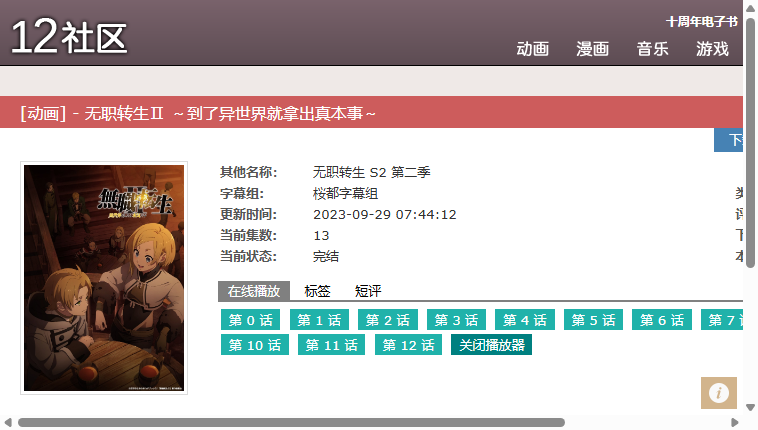 十周年电子书
12社区
动画 漫画 音乐 游戏
[动画] - 无职转生Ⅱ ～到了异世界就拿出真本事～
無職転生
其他名称: 无职转生 S2 第二季
字幕组: 桜都字幕组
更新时间: 2023-09-29 07:44:12
当前集数: 13
当前状态: 完结
在线播放 标签 短评
第 0 话 第 1 话 第 2 话 第 3 话 第 4 话 第 5 话 第 6 话 第 7
第 10 话 第 11 话 第 12 话 关闭播放器